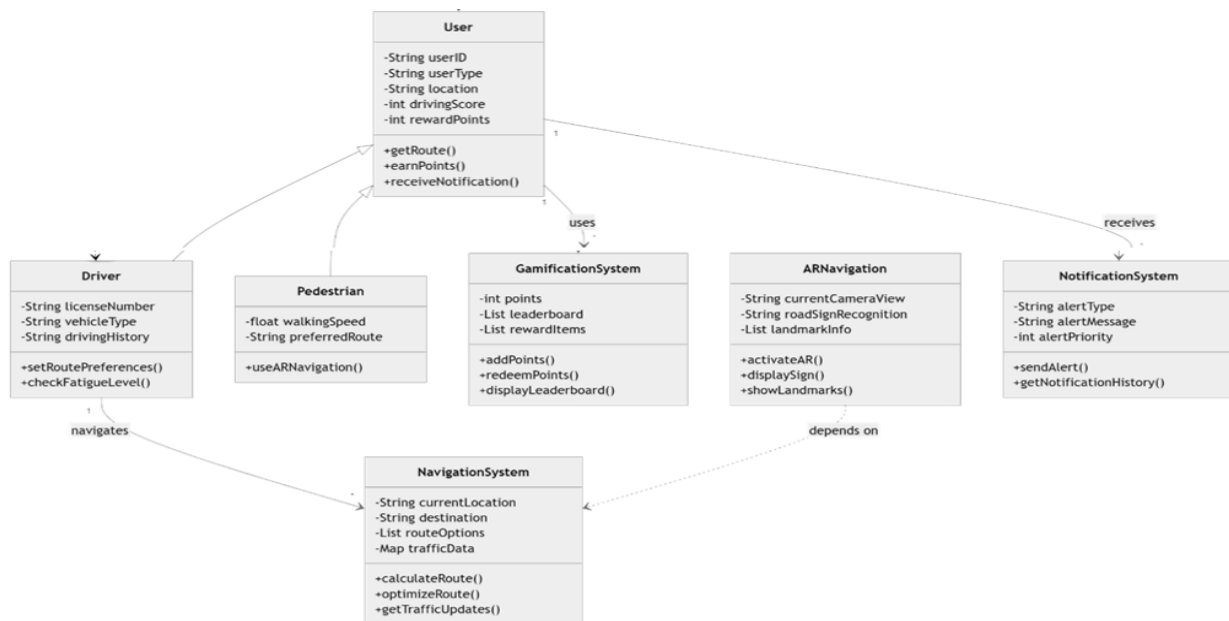 User
-String userID
-String userType
-String location
-int drivingScore
-int rewardPoints
+getRoute()
+earnPoints()
+receiveNotification()
1
1
uses
receives
Driver
-String licenseNumber
-String vehicleType
-String drivingHistory
+setRoutePreferences()
+checkFatigueLevel()
Pedestrian
-float walkingSpeed
-String preferredRoute
+useARNavigation()
GamificationSystem
-int points
-List leaderboard
-List rewardItems
+addPoints()
+redeemPoints()
+displayLeaderboard()
ARNavigation
-String currentCameraView
-String roadSignRecognition
-List landmarkInfo
+activateAR()
+displaySign()
+showLandmarks()
NotificationSystem
-String alertType
-String alertMessage
-int alertPriority
+sendAlert()
+getNotificationHistory()
1
navigates
depends on
NavigationSystem
-String currentLocation
-String destination
-List routeOptions
-Map trafficData
+calculateRoute()
+optimizeRoute()
+getTrafficUpdates()